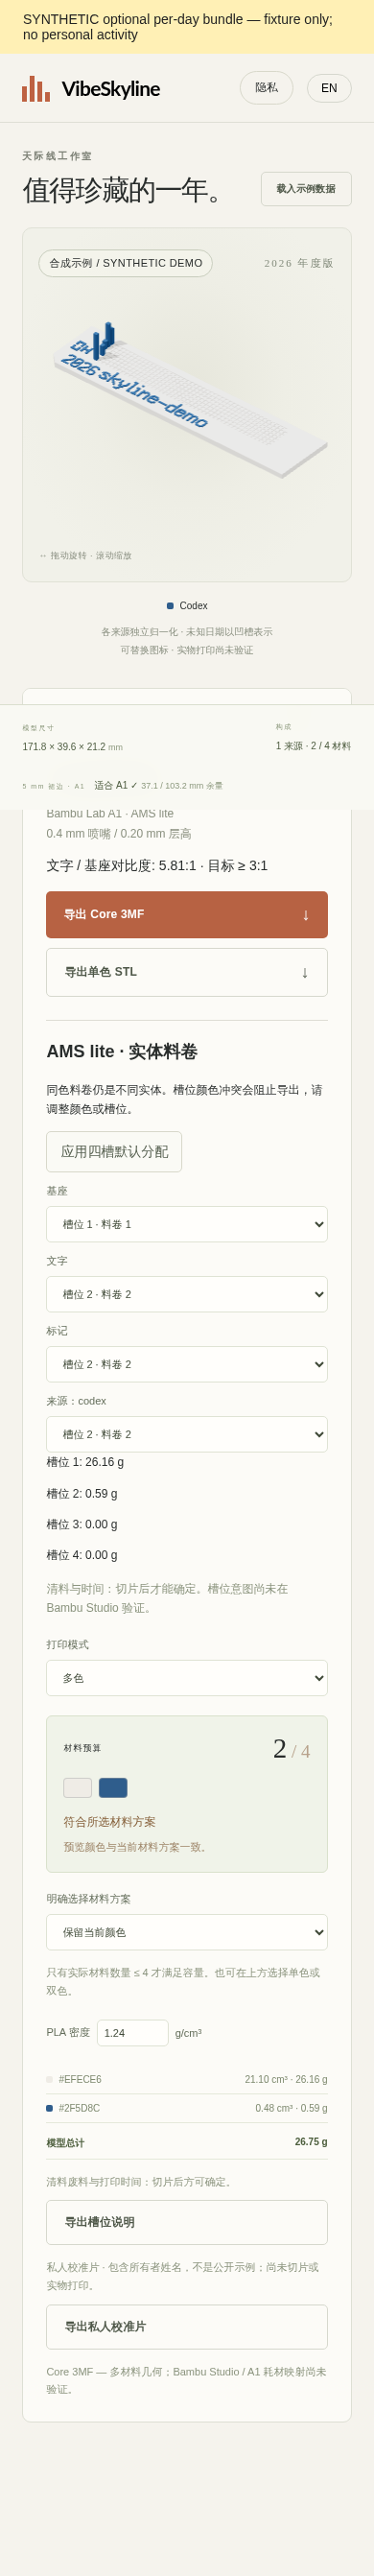 SYNTHETIC optional per-day bundle — fixture only;
no personal activity
VibeSkyline
隐私
EN
天际线工作室
值得珍藏的一年。
载入示例数据
合成示例 / SYNTHETIC DEMO
2026 年度版
2026 skyline-demo
↔ 拖动旋转 · 滚动缩放
Codex
各来源独立归一化 · 未知日期以凹槽表示
可替换图标 · 实物打印尚未验证
模型尺寸
构成
171.8 × 39.6 × 21.2 mm
1 来源 · 2 / 4 材料
5 mm 裙边 · A1 适合 A1 ✓ 37.1 / 103.2 mm 余量
Bambu Lab A1 · AMS lite
0.4 mm 喷嘴 / 0.20 mm 层高
文字 / 基座对比度: 5.81:1 · 目标 ≥ 3:1
导出 Core 3MF ↓
导出单色 STL ↓
AMS lite · 实体料卷
同色料卷仍是不同实体。槽位颜色冲突会阻止导出，请
调整颜色或槽位。
应用四槽默认分配
基座
槽位 1 · 料卷 1
文字
槽位 2 · 料卷 2
标记
槽位 2 · 料卷 2
来源：codex
槽位 2 · 料卷 2
槽位 1: 26.16 g
槽位 2: 0.59 g
槽位 3: 0.00 g
槽位 4: 0.00 g
清料与时间：切片后才能确定。槽位意图尚未在
Bambu Studio 验证。
打印模式
多色
材料预算
2 / 4
符合所选材料方案
预览颜色与当前材料方案一致。
明确选择材料方案
保留当前颜色
只有实际材料数量 ≤ 4 才满足容量。也可在上方选择单色或
双色。
PLA 密度 1.24 g/cm³
#EFECE6 21.10 cm³ · 26.16 g
#2F5D8C 0.48 cm³ · 0.59 g
模型总计 26.75 g
清料废料与打印时间：切片后方可确定。
导出槽位说明
私人校准片 · 包含所有者姓名，不是公开示例；尚未切片或
实物打印。
导出私人校准片
Core 3MF — 多材料几何；Bambu Studio / A1 耗材映射尚未
验证。